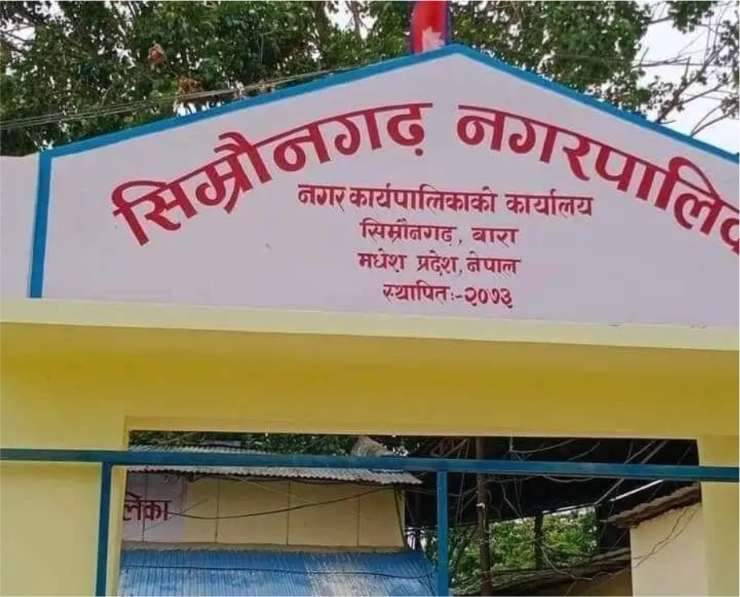 सिम्रौनगढ़ नगरपालिक
नगर कार्यपालिकाको कार्यालय
सिम्रौनगढ, बारा
मधेश प्रदेश, नेपाल
स्थापितः-२०७३
लिका